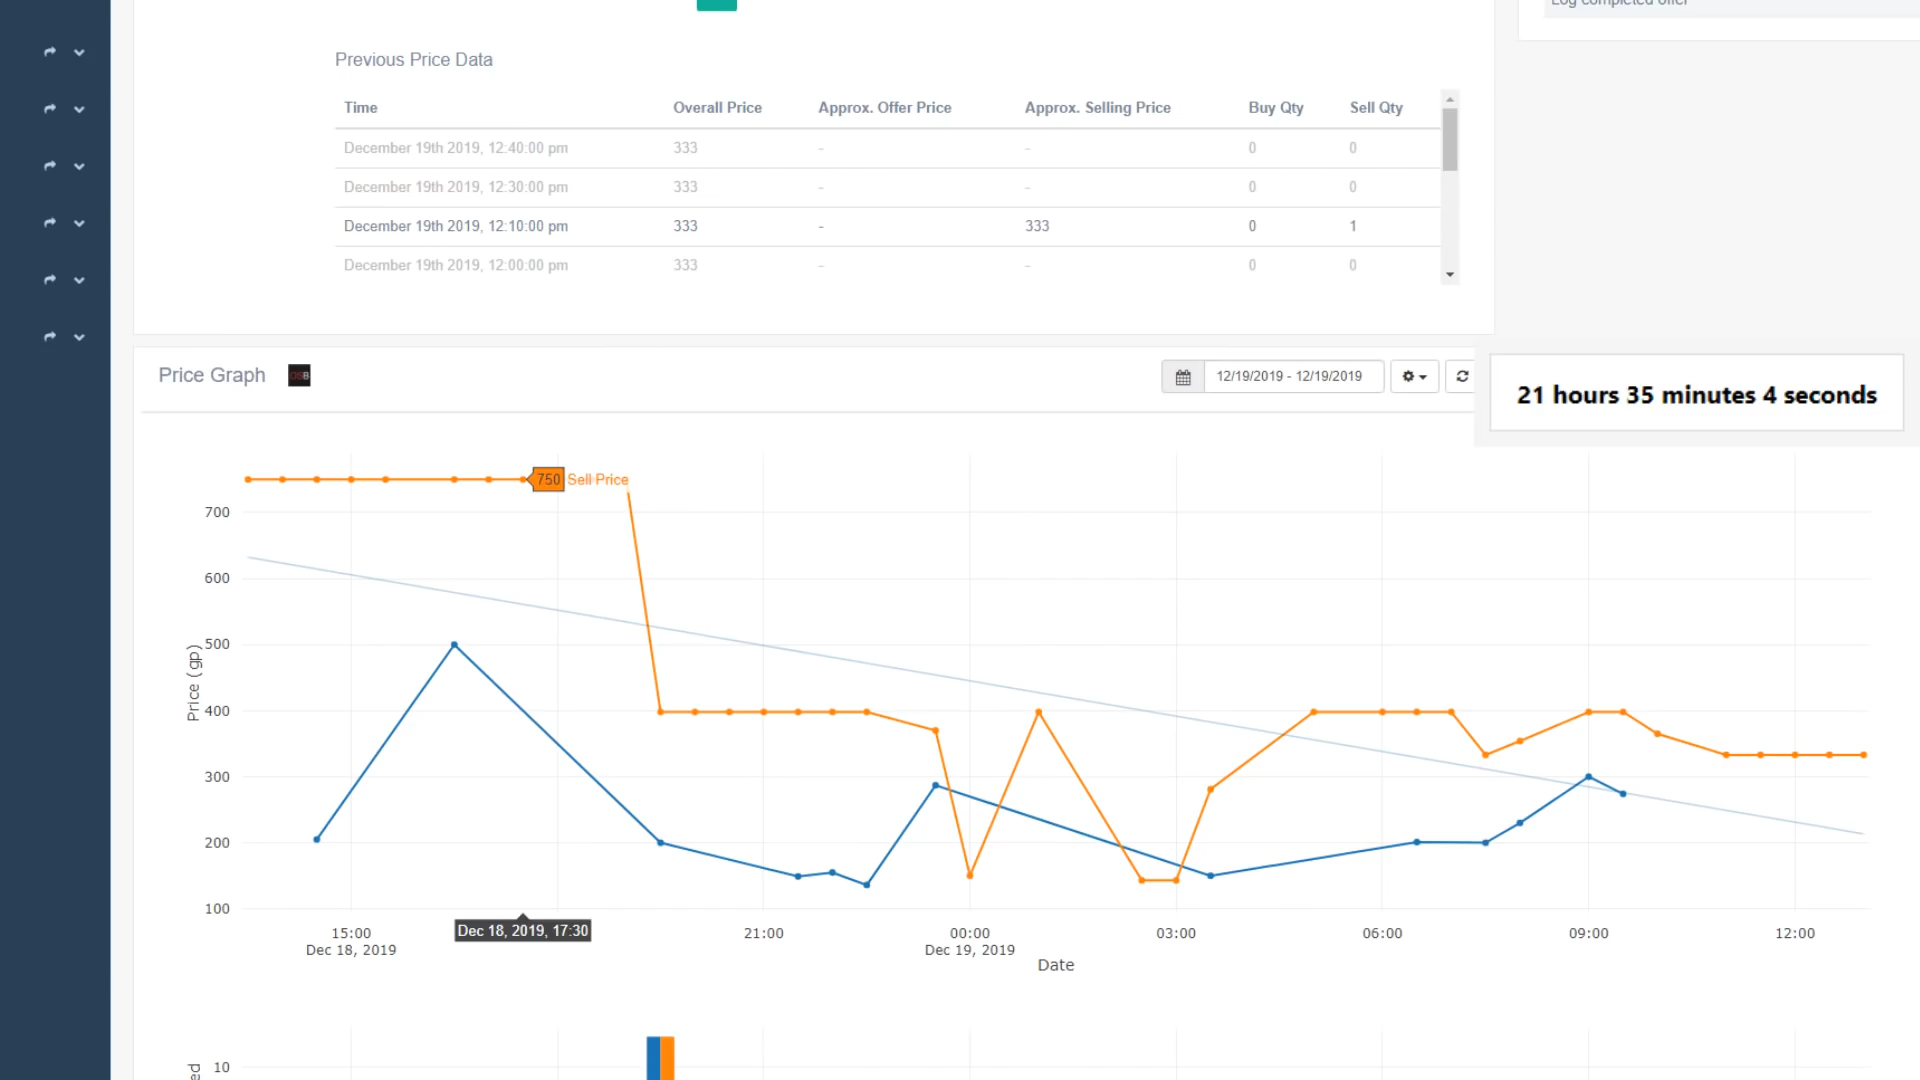 Log completed offer
Previous Price Data
Time Overall Price Approx. Offer Price Approx. Selling Price Buy Qty Sell Qty
December 19th 2019, 12:40:00 pm 333 - - 0 0
December 19th 2019, 12:30:00 pm 333 - - 0 0
December 19th 2019, 12:10:00 pm 333 - 333 0 1
December 19th 2019, 12:00:00 pm 333 - - 0 0
Price Graph OSB 12/19/2019 - 12/19/2019
21 hours 35 minutes 4 seconds
750 Sell Price
700
600
500
400
300
200
100
Price (gp)
15:00 Dec 18, 2019, 17:30 21:00 00:00 03:00 06:00 09:00 12:00
Dec 18, 2019 Dec 19, 2019
Date
10